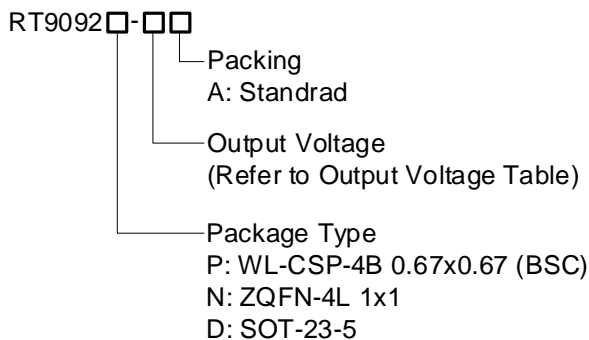 RT9092□-□□
Packing
A: Standrad
Output Voltage
(Refer to Output Voltage Table)
Package Type
P: WL-CSP-4B 0.67x0.67 (BSC)
N: ZQFN-4L 1x1
D: SOT-23-5